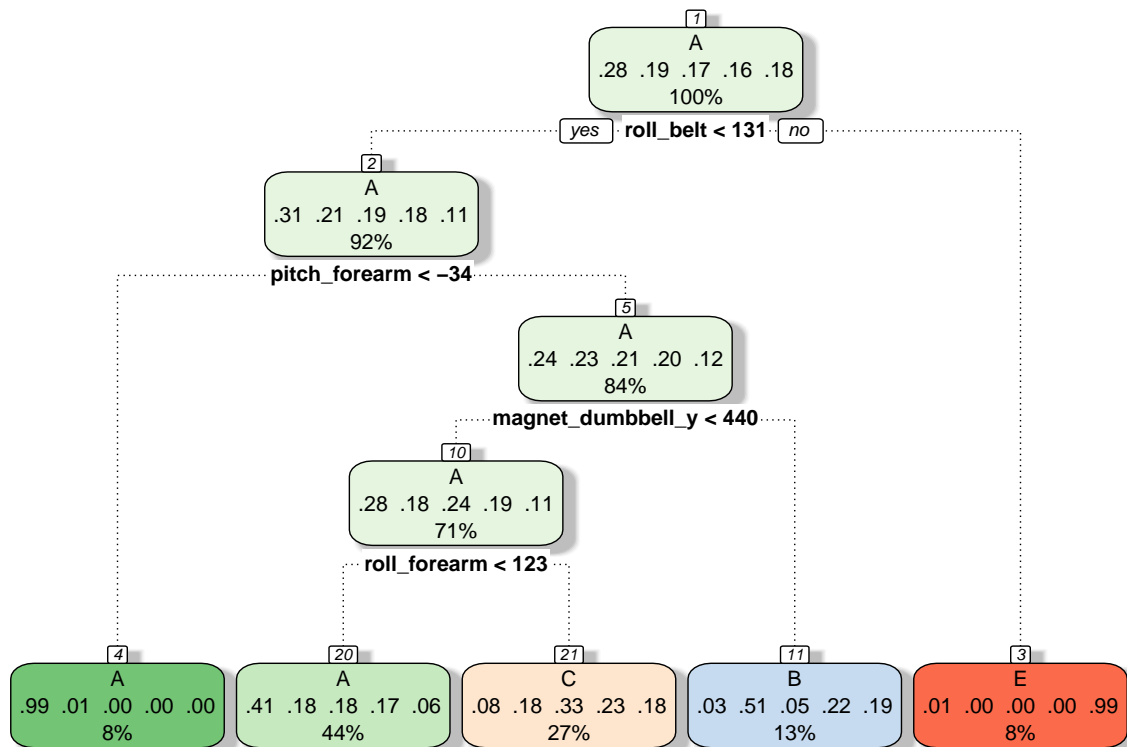 1
A
.28 .19 .17 .16 .18
100%
yes roll_belt < 131 no
2
A
.31 .21 .19 .18 .11
92%
pitch_forearm < −34
5
A
.24 .23 .21 .20 .12
84%
magnet_dumbbell_y < 440
10
A
.28 .18 .24 .19 .11
71%
roll_forearm < 123
4
A
.99 .01 .00 .00 .00
8%
20
A
.41 .18 .18 .17 .06
44%
21
C
.08 .18 .33 .23 .18
27%
11
B
.03 .51 .05 .22 .19
13%
3
E
.01 .00 .00 .00 .99
8%